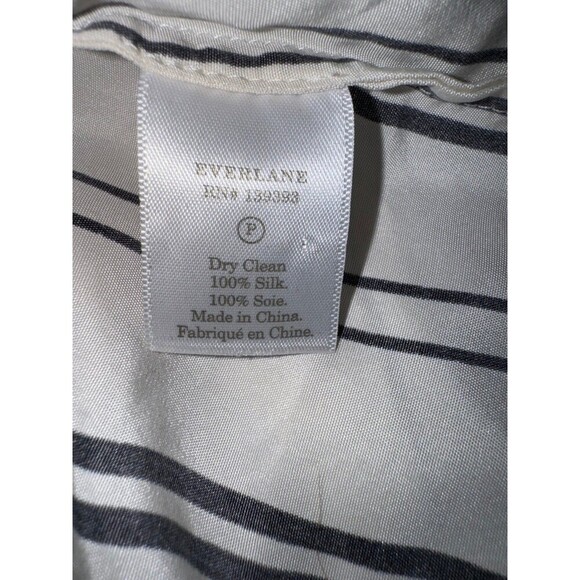 EVERLANE
RN# 139393
P
Dry Clean
100% Silk.
100% Soie.
Made in China.
Fabriqué en Chine.